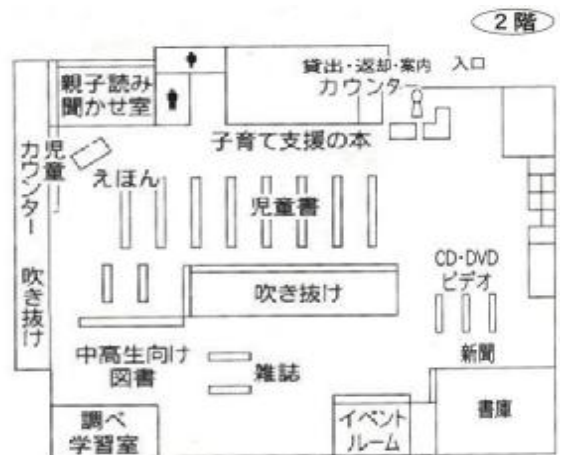 2階
貸出・返却・案内
カウンター
入口
親子読み
聞かせ室
子育て支援の本
児童
カウンター
えほん
児童書
吹き抜け
吹き抜け
CD・DVD
ビデオ
新聞
中高生向け
図書
雑誌
調べ
学習室
イベント
ルーム
書庫